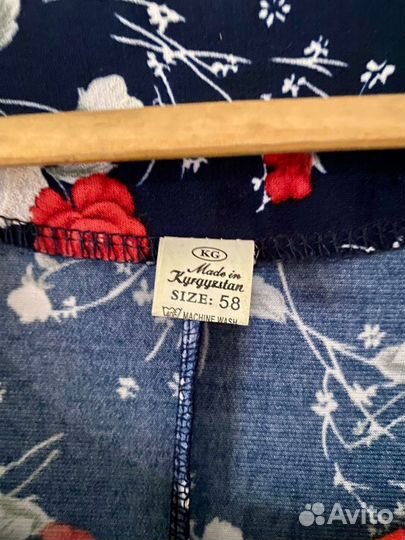 KG
Made in
Kyrgyzstan
SIZE: 58
MACHINE WASH
Avito